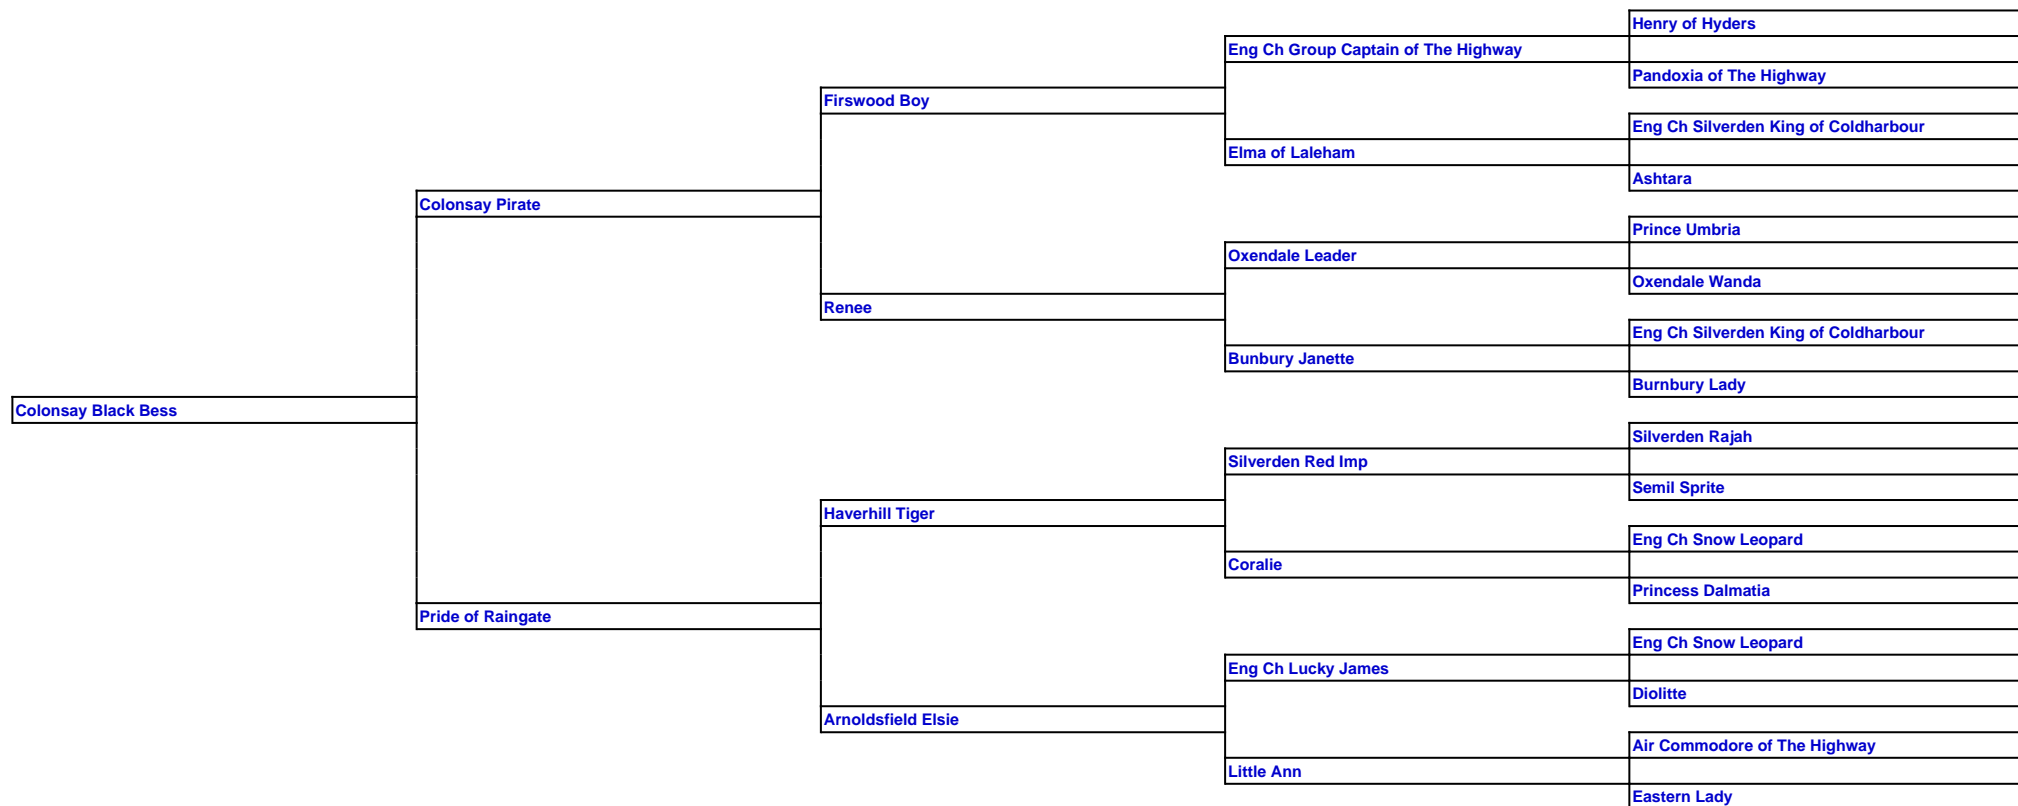 Henry of Hyders
Eng Ch Group Captain of The Highway
Pandoxia of The Highway
Firswood Boy
Eng Ch Silverden King of Coldharbour
Elma of Laleham
Ashtara
Colonsay Pirate
Prince Umbria
Oxendale Leader
Oxendale Wanda
Renee
Eng Ch Silverden King of Coldharbour
Bunbury Janette
Burnbury Lady
Colonsay Black Bess
Silverden Rajah
Silverden Red Imp
Semil Sprite
Haverhill Tiger
Eng Ch Snow Leopard
Coralie
Princess Dalmatia
Pride of Raingate
Eng Ch Snow Leopard
Eng Ch Lucky James
Diolitte
Arnoldsfield Elsie
Air Commodore of The Highway
Little Ann
Eastern Lady